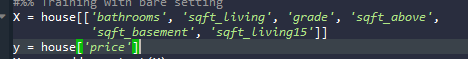 #%% Training with bare setting
X = house[['bathrooms', 'sqft_living', 'grade', 'sqft_above',
'sqft_basement', 'sqft_living15']]
y = house['price']